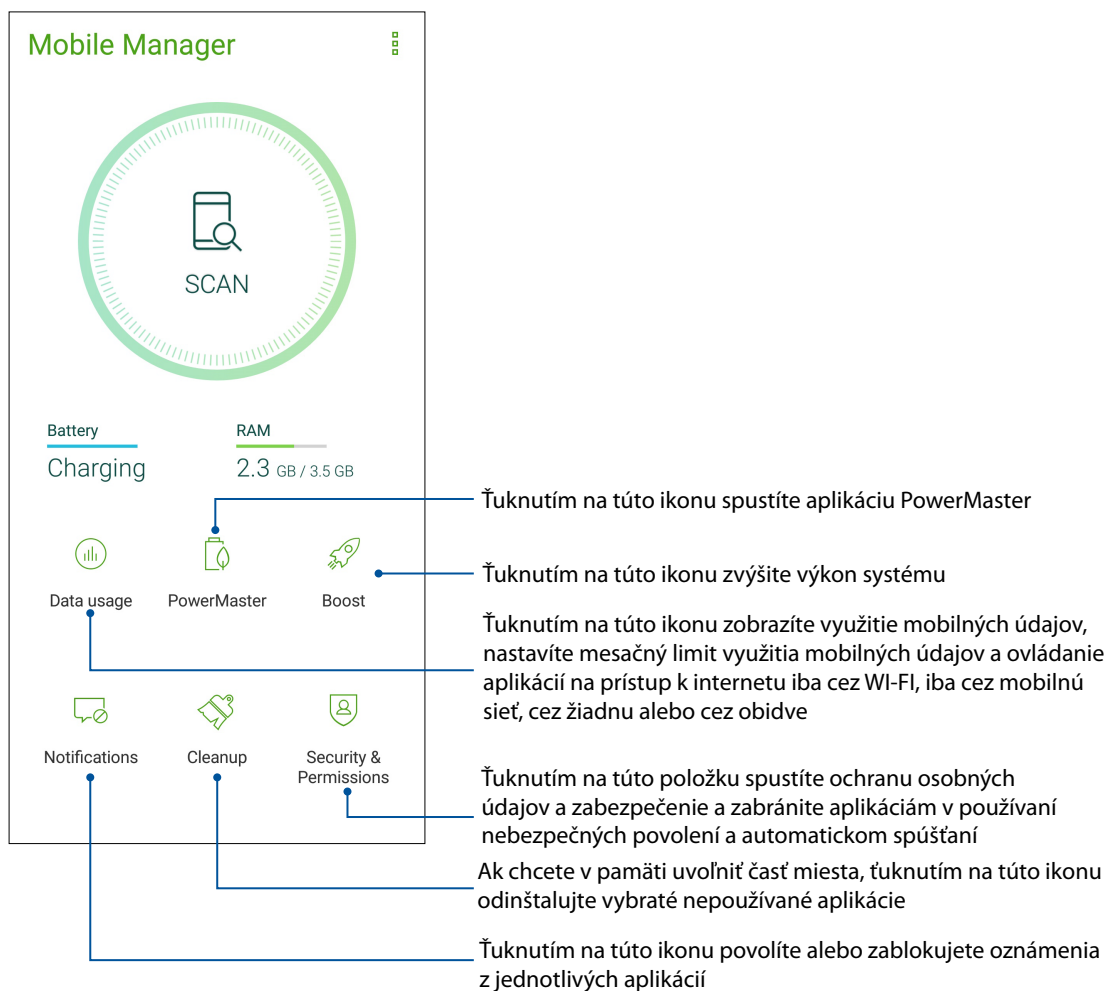 Mobile Manager
SCAN
Battery
Charging
RAM
2.3 GB / 3.5 GB
Data usage
PowerMaster
Boost
Notifications
Cleanup
Security &
Permissions
Ťuknutím na túto ikonu spustíte aplikáciu PowerMaster
Ťuknutím na túto ikonu zvýšite výkon systému
Ťuknutím na túto ikonu zobrazíte využitie mobilných údajov,
nastavíte mesačný limit využitia mobilných údajov a ovládanie
aplikácií na prístup k internetu iba cez WI-FI, iba cez mobilnú
sieť, cez žiadnu alebo cez obidve
Ťuknutím na túto položku spustíte ochranu osobných
údajov a zabezpečenie a zabránite aplikáciám v používaní
nebezpečných povolení a automatickom spúšťaní
Ak chcete v pamäti uvoľniť časť miesta, ťuknutím na túto ikonu
odinštalujte vybraté nepoužívané aplikácie
Ťuknutím na túto ikonu povolíte alebo zablokujete oznámenia
z jednotlivých aplikácií